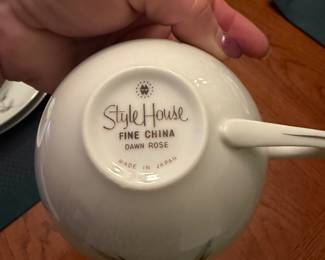 Style House
FINE CHINA
DAWN ROSE
MADE IN JAPAN